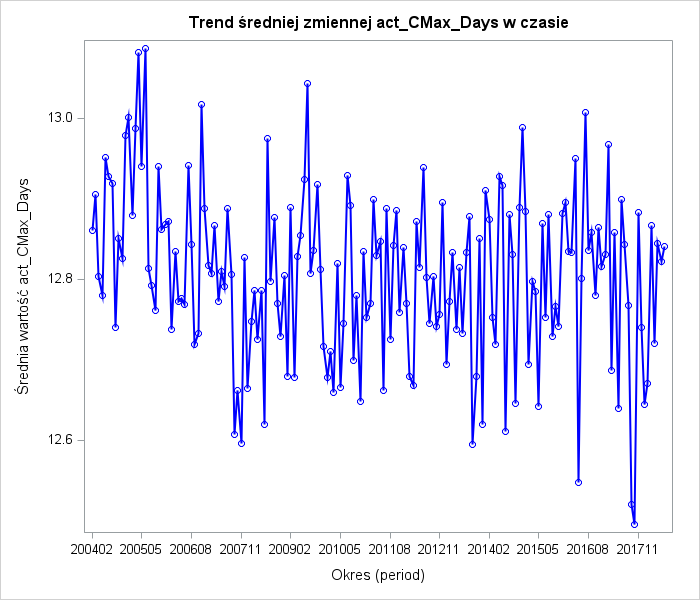 Trend średniej zmiennej act_CMax_Days w czasie
Średnia wartość act_CMax_Days
13.0
12.8
12.6
200402 200505 200608 200711 200902 201005 201108 201211 201402 201505 201608 201711
Okres (period)